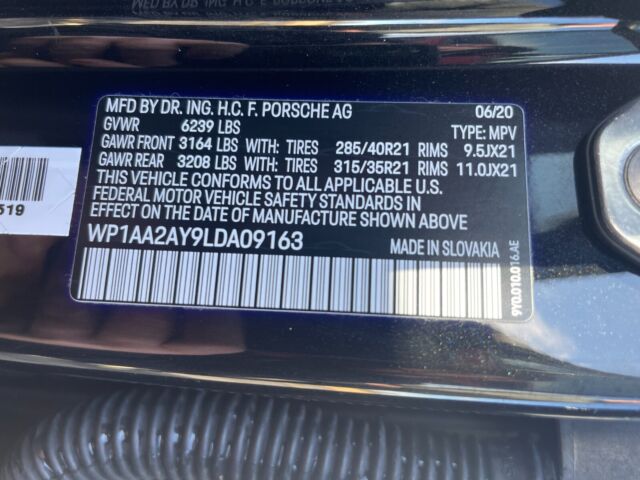 MFD BY DR. ING. H.C. F. PORSCHE AG 06/20
GVWR 6239 LBS TYPE: MPV
GAWR FRONT 3164 LBS WITH: TIRES 285/40R21 RIMS 9.5JX21
GAWR REAR 3208 LBS WITH: TIRES 315/35R21 RIMS 11.0JX21
THIS VEHICLE CONFORMS TO ALL APPLICABLE U.S.
FEDERAL MOTOR VEHICLE SAFETY STANDARDS IN
EFFECT ON THE DATE OF MANUFACTURE SHOWN ABOVE
WP1AA2AY9LDA09163 MADE IN SLOVAKIA
9Y0.010.016.AE
519